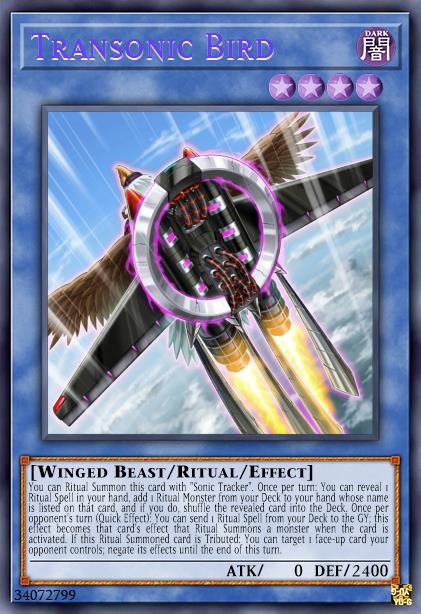 Transonic Bird
DARK
闇
[Winged Beast/Ritual/Effect]
You can Ritual Summon this card with "Sonic Tracker". Once per turn: You can reveal 1
Ritual Spell in your hand, add 1 Ritual Monster from your Deck to your hand whose name
is listed on that card, and if you do, shuffle the revealed card into the Deck. Once per
opponent's turn (Quick Effect): You can send 1 Ritual Spell from your Deck to the GY; this
effect becomes that card's effect that Ritual Summons a monster when the card is
activated. If this Ritual Summoned card is Tributed: You can target 1 face-up card your
opponent controls; negate its effects until the end of this turn.
ATK/ 0 DEF/2400
34072799